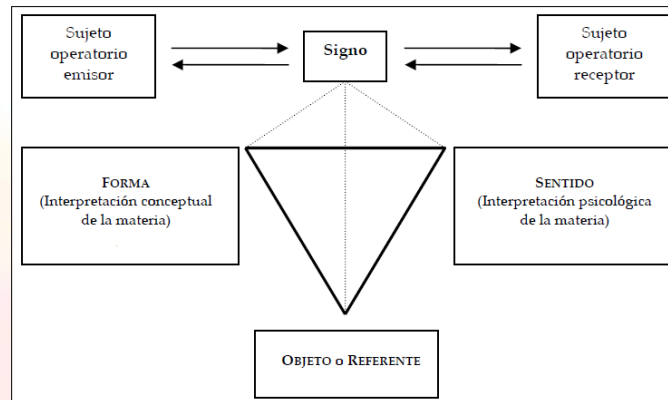 Sujeto
operatorio
emisor
Signo
Sujeto
operatorio
receptor
FORMA
(Interpretación conceptual
de la materia)
SENTIDO
(Interpretación psicológica
de la materia)
OBJETO o REFERENTE